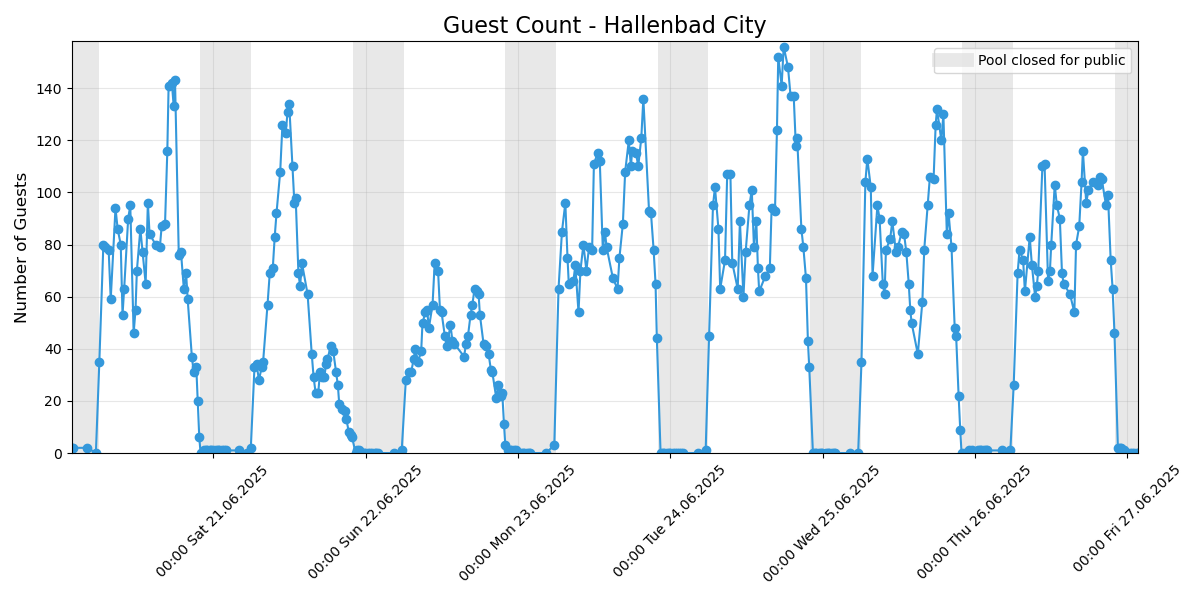 Guest Count - Hallenbad City
Pool closed for public
Number of Guests
140
120
100
80
60
40
20
0
00:00 Sat 21.06.2025
00:00 Sun 22.06.2025
00:00 Mon 23.06.2025
00:00 Tue 24.06.2025
00:00 Wed 25.06.2025
00:00 Thu 26.06.2025
00:00 Fri 27.06.2025